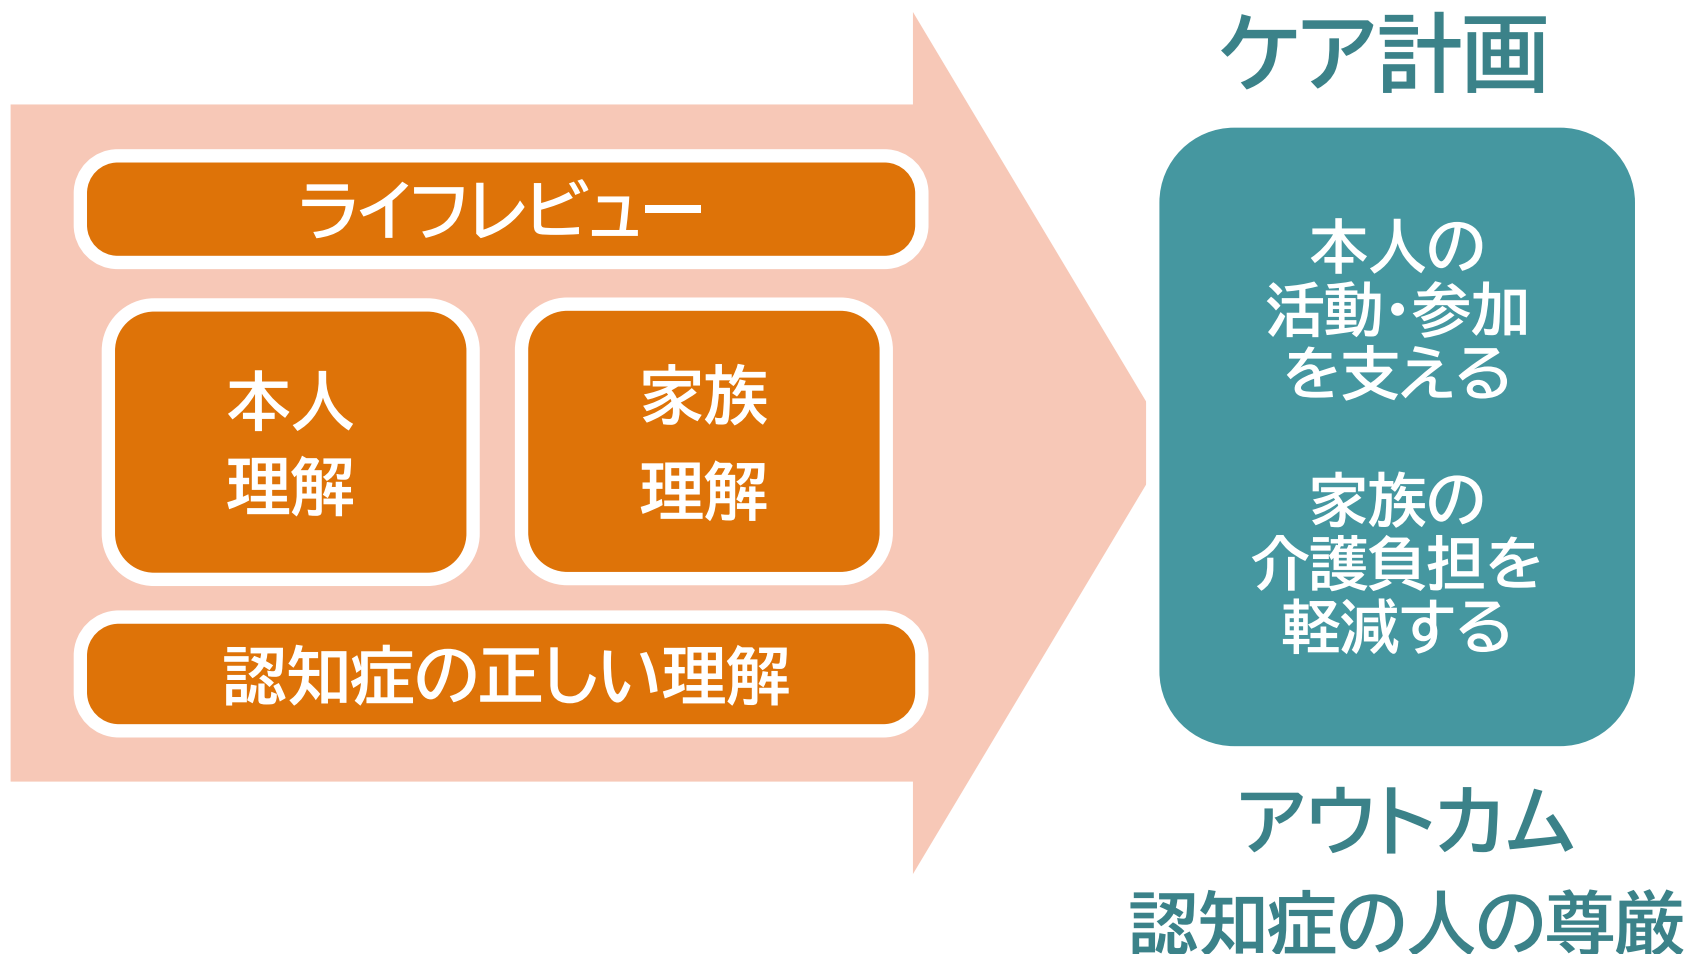 ケア計画
ライフレビュー
本人
理解
家族
理解
認知症の正しい理解
本人の
活動・参加
を支える
家族の
介護負担を
軽減する
アウトカム
認知症の人の尊厳